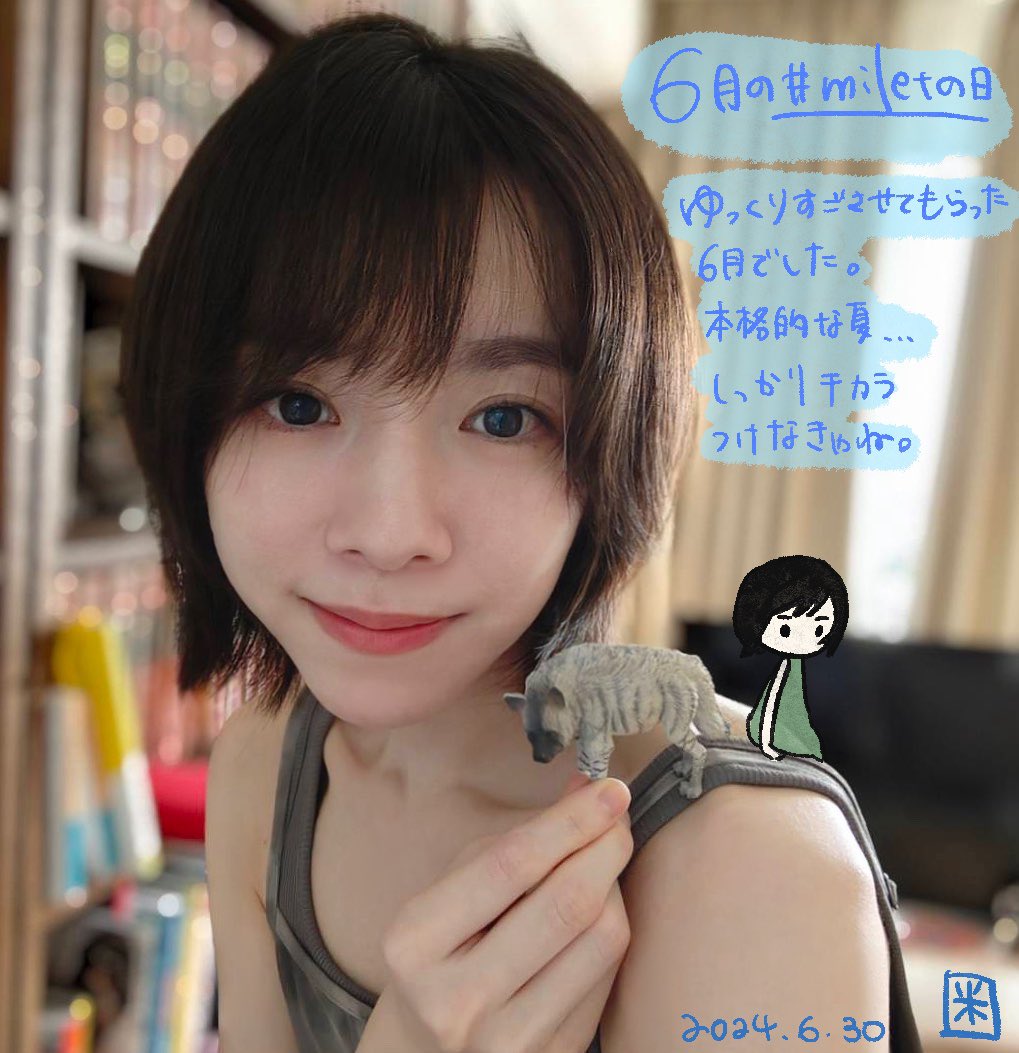 6月の#miletの日
ゆっくりすごさせてもらった
6月でした。
本格的な夏...
しっかりチカラ
つけなきゃね。
2024.6.30
米